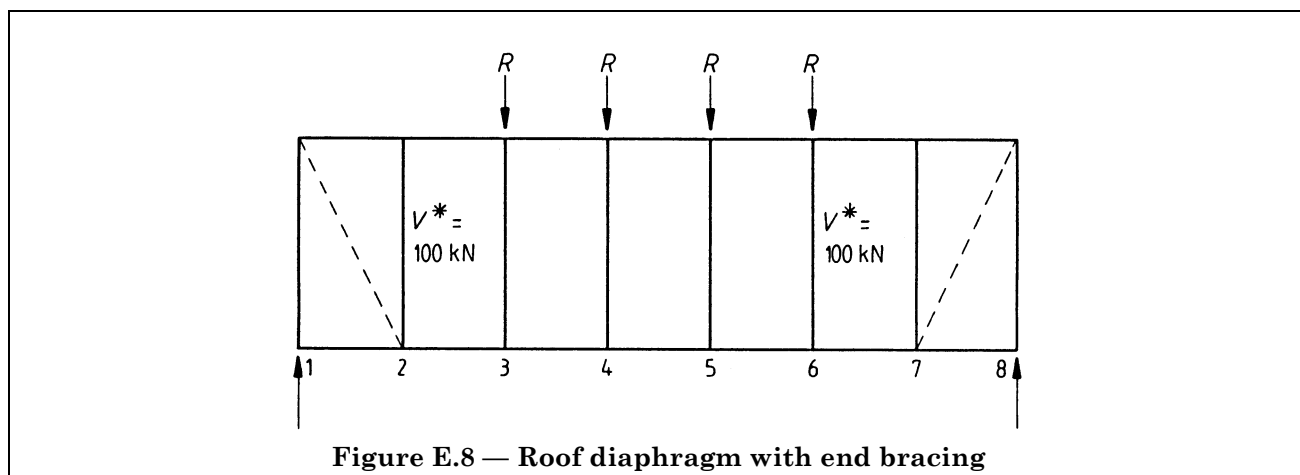 R R R R
V* = V* =
100 kN 100 kN
1 2 3 4 5 6 7 8
Figure E.8 — Roof diaphragm with end bracing